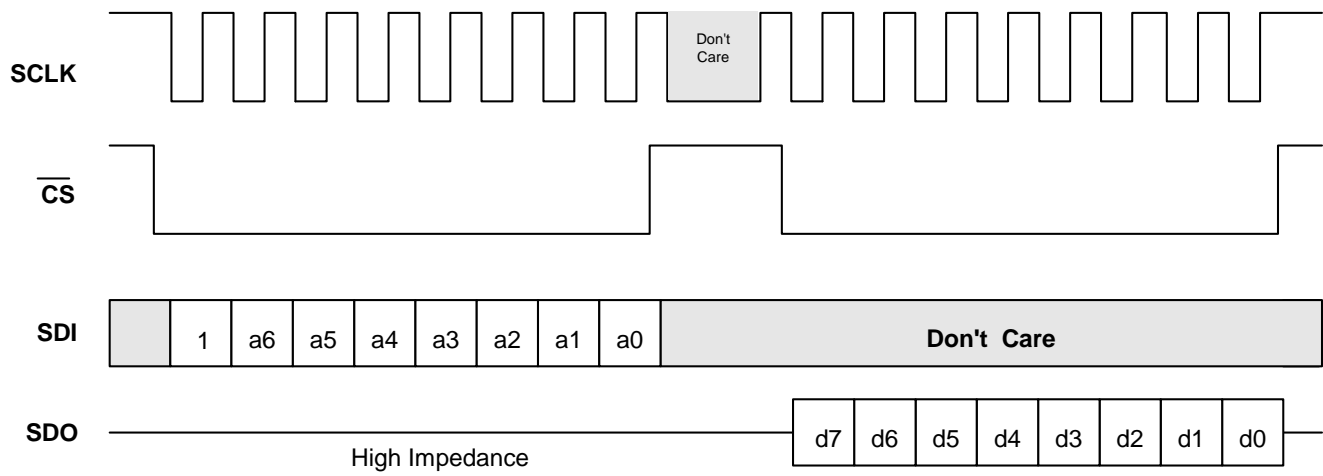 SCLK
Don't
Care
CS
SDI
1 a6 a5 a4 a3 a2 a1 a0 Don't Care
SDO
d7 d6 d5 d4 d3 d2 d1 d0
High Impedance